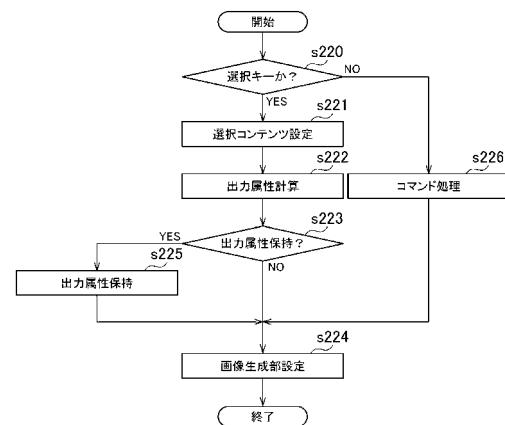 開始
s220
選択キーか？
NO
YES
s221
選択コンテンツ設定
s222
s226
出力属性計算
コマンド処理
s223
YES
出力属性保持？
s225
NO
出力属性保持
s224
画像生成部設定
終了